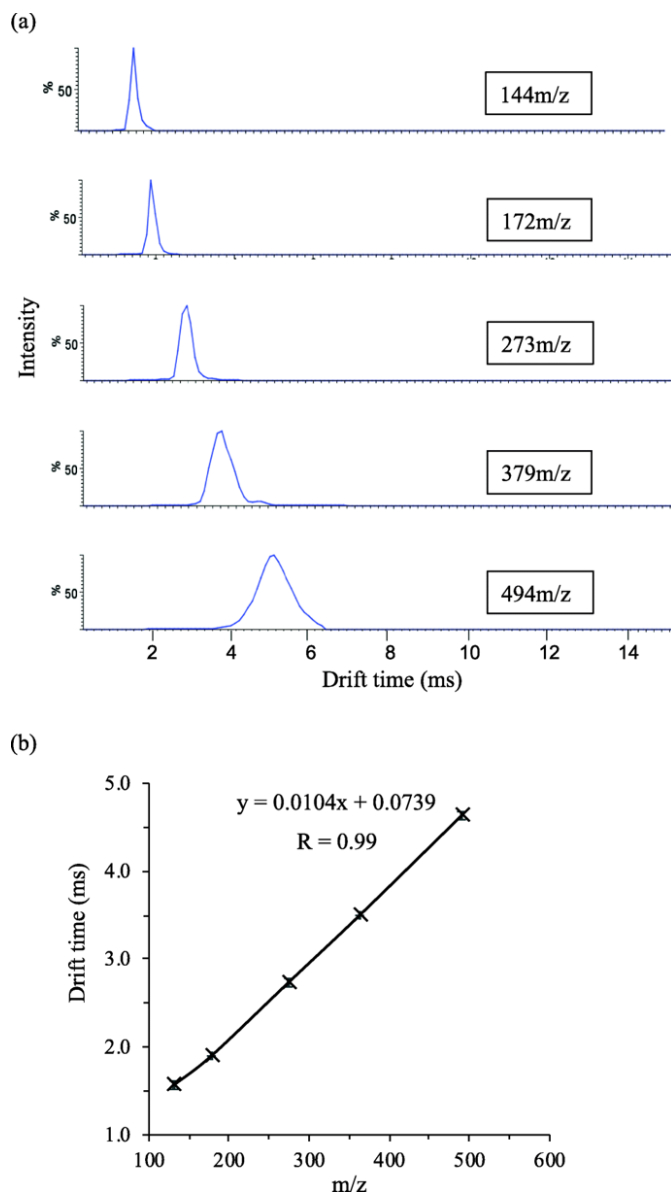 (a)
%
50
144m/z
%
50
172m/z
Intensity
%
50
273m/z
%
50
379m/z
%
50
494m/z
2 4 6 8 10 12 14
Drift time (ms)
(b)
5.0
y = 0.0104x + 0.0739
R = 0.99
4.0
Drift time (ms)
3.0
2.0
1.0
100 200 300 400 500 600
m/z